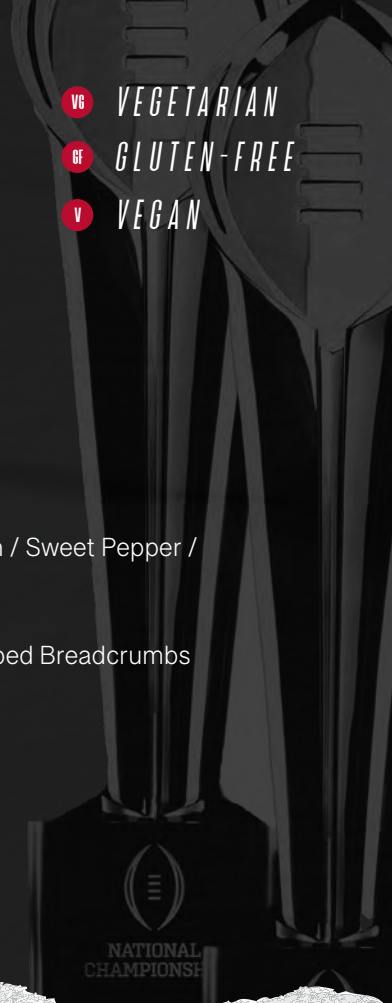 VG VEGETARIAN
GF GLUTEN-FREE
V VEGAN
/ Sweet Pepper /
Breadcrumbs
NATIONAL